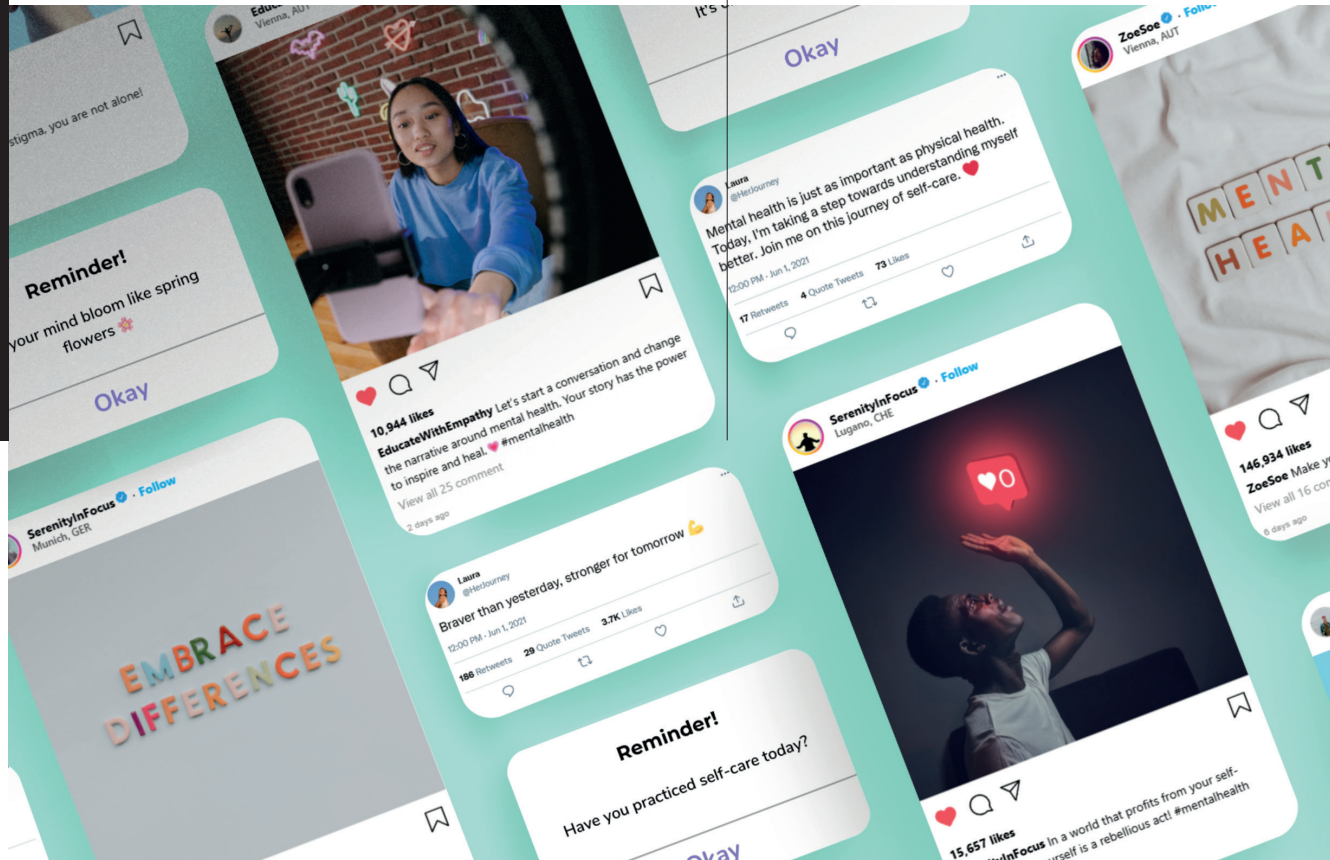 stigma. you are not alone!
Reminder!
your mind bloom like spring
flowers 🌸
Okay
SerenityInFocus · Follow
Munich, GER
EMBRACE
DIFFERENCES
Vienna, AUT
10,944 likes
EducateWithEmpathy Let's start a conversation and change
the narrative around mental health. Your story has the power
to inspire and heal.💗 #mentalhealth
View all 25 comment
2 days ago
Laura
@HerJourney
Braver than yesterday, stronger for tomorrow 💪
12:00 PM · Jun 1, 2021
186 Retweets 29 Quote Tweets 3.7K Likes
Reminder!
Have you practiced self-care today?
Okay
It's
Okay
Laura
@HerJourney
Mental health is just as important as physical health.
Today, I'm taking a step towards understanding myself
better. Join me on this journey of self-care. ❤️
12:00 PM · Jun 1, 2021
17 Retweets 4 Quote Tweets 73 Likes
SerenityInFocus · Follow
Lugano, CHE
0
15,657 likes
In a world that profits from your self-
is a rebellious act! #mentalhealth
ZoeSoe · Follow
Vienna, AUT
MENT
HEA
146,934 likes
ZoeSoe Make
View all 16
6 days ago